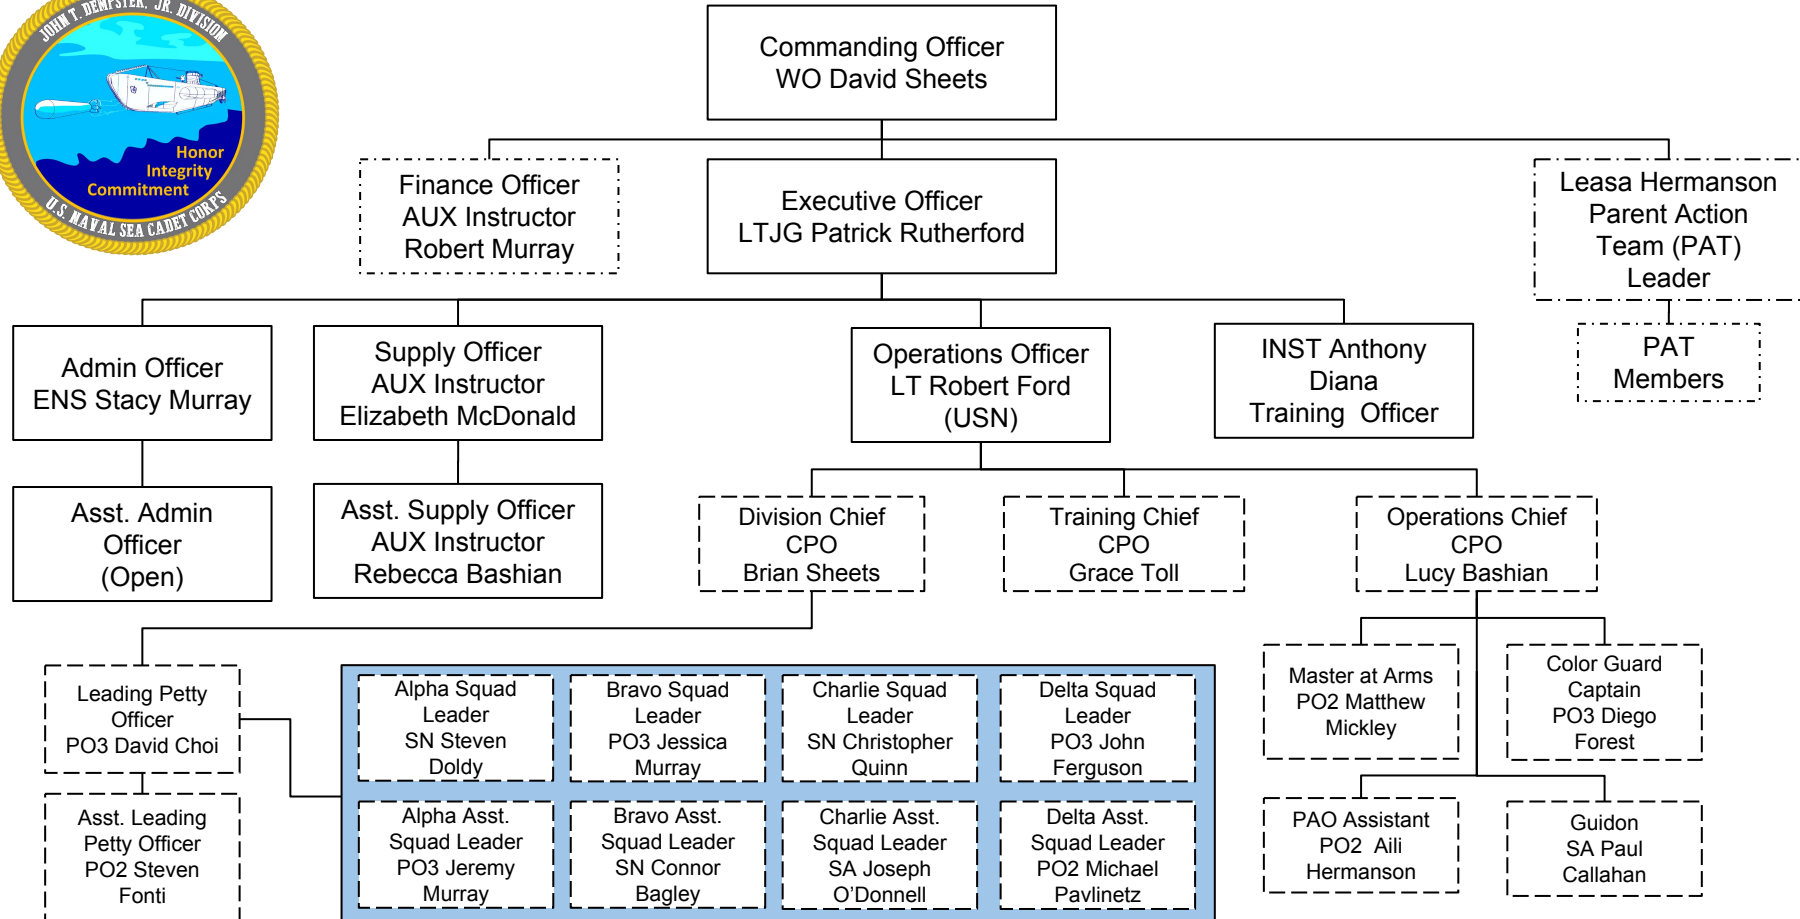 JOHN T. DEMPSTER, JR. DIVISION
Honor
Integrity
Commitment
U.S. NAVAL SEA CADET CORPS
Commanding Officer
WO David Sheets
Finance Officer
AUX Instructor
Robert Murray
Executive Officer
LTJG Patrick Rutherford
Leasa Hermanson
Parent Action
Team (PAT)
Leader
PAT
Members
Admin Officer
ENS Stacy Murray
Supply Officer
AUX Instructor
Elizabeth McDonald
Operations Officer
LT Robert Ford
(USN)
INST Anthony
Diana
Training  Officer
Asst. Admin
Officer
(Open)
Asst. Supply Officer
AUX Instructor
Rebecca Bashian
Division Chief
CPO
Brian Sheets
Training Chief
CPO
Grace Toll
Operations Chief
CPO
Lucy Bashian
Leading Petty
Officer
PO3 David Choi
Asst. Leading
Petty Officer
PO2 Steven
Fonti
Alpha Squad
Leader
SN Steven
Doldy
Bravo Squad
Leader
PO3 Jessica
Murray
Charlie Squad
Leader
SN Christopher
Quinn
Delta Squad
Leader
PO3 John
Ferguson
Alpha Asst.
Squad Leader
PO3 Jeremy
Murray
Bravo Asst.
Squad Leader
SN Connor
Bagley
Charlie Asst.
Squad Leader
SA Joseph
O’Donnell
Delta Asst.
Squad Leader
PO2 Michael
Pavlinetz
Master at Arms
PO2 Matthew
Mickley
Color Guard
Captain
PO3 Diego
Forest
PAO Assistant
PO2  Aili
Hermanson
Guidon
SA Paul
Callahan